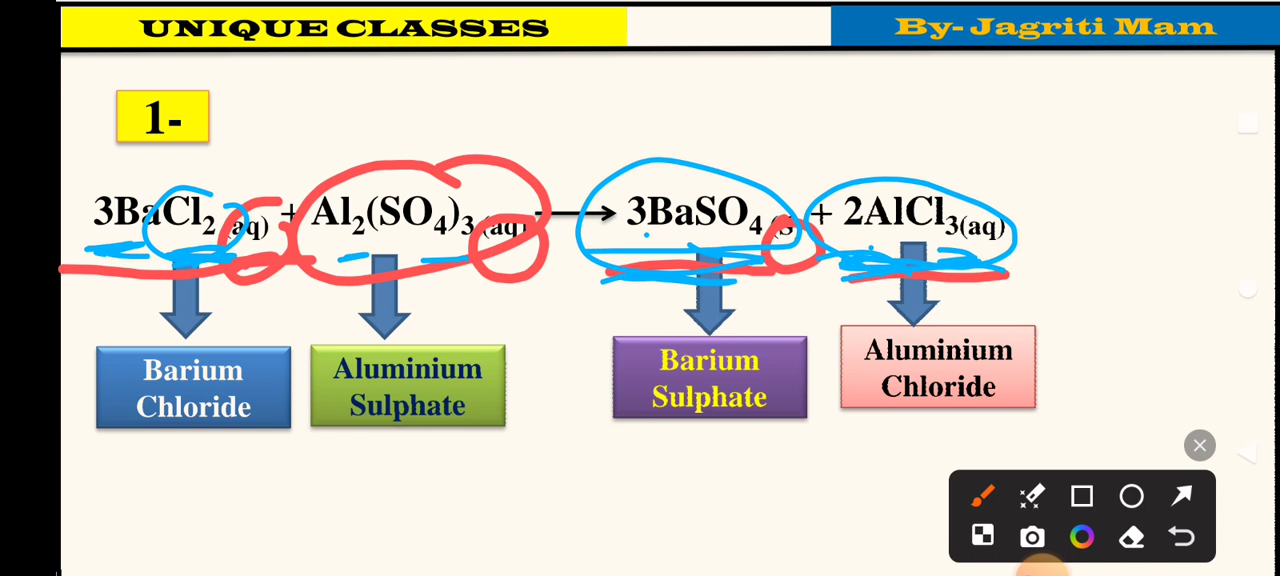 UNIQUE CLASSES
By- Jagriti Mam
1-
3BaCl₂ (aq) + Al₂(SO₄)₃ (aq) → 3BaSO₄ (s) + 2AlCl₃(aq)
Barium
Chloride
Aluminium
Sulphate
Barium
Sulphate
Aluminium
Chloride